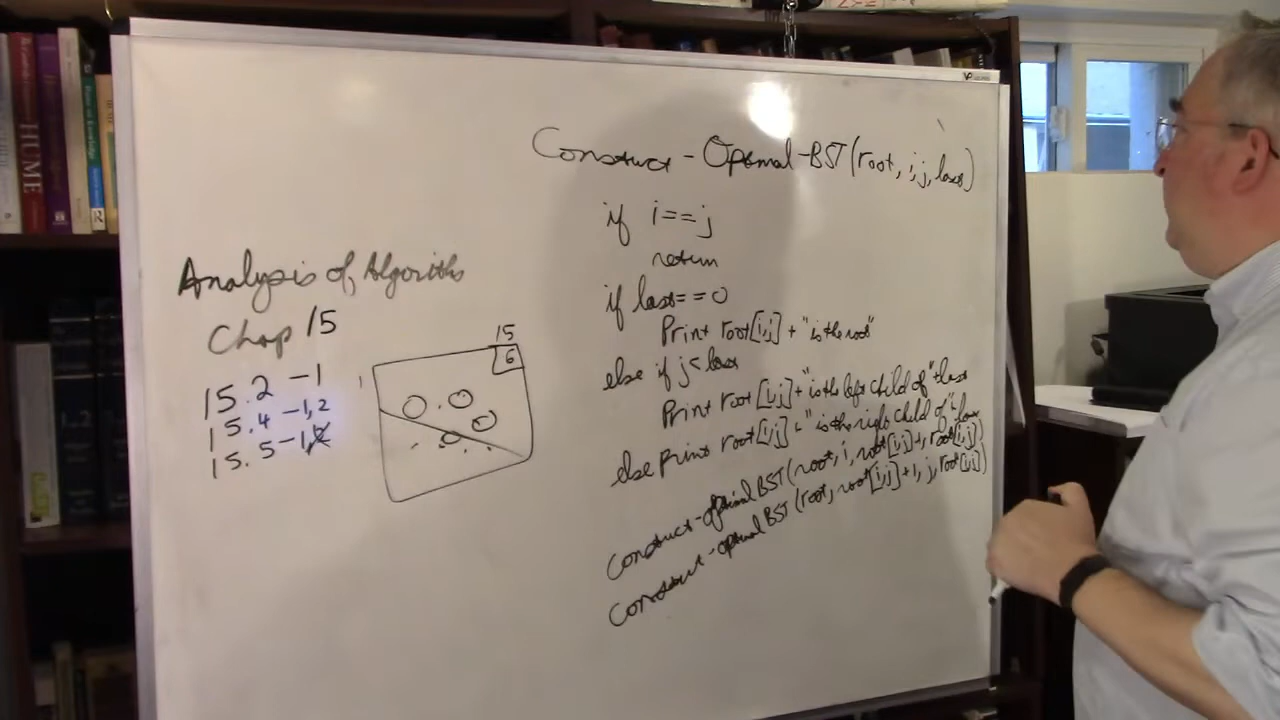 HUME
Analysis of Algoriths
Chap 15
15.2 -1
15.4 -1,2
15.5 -1,2
15
6
Construct-Optimal-BST(root, i,j, last)
if i==j
return
if last==0
Print root[i,j] + "is the root"
else if j< last
Print root[i,j] + "is the left child of" + last
else Print root[i,j] + "is the right child of"
Construct-optimal BST(root, i, root[i,j]+1, root[i,j])
Construct-optimal BST (root, root[i,j]+1, j, root[i,j])